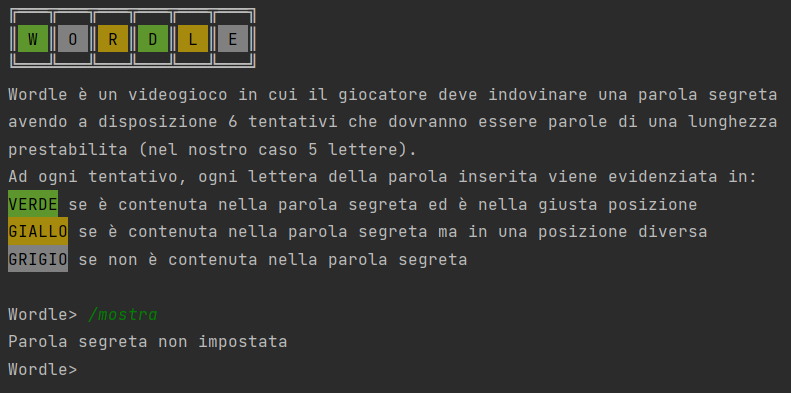 W O R D L E
Wordle è un videogioco in cui il giocatore deve indovinare una parola segreta
avendo a disposizione 6 tentativi che dovranno essere parole di una lunghezza
prestabilita (nel nostro caso 5 lettere).
Ad ogni tentativo, ogni lettera della parola inserita viene evidenziata in:
VERDE se è contenuta nella parola segreta ed è nella giusta posizione
GIALLO se è contenuta nella parola segreta ma in una posizione diversa
GRIGIO se non è contenuta nella parola segreta
Wordle> /mostra
Parola segreta non impostata
Wordle>